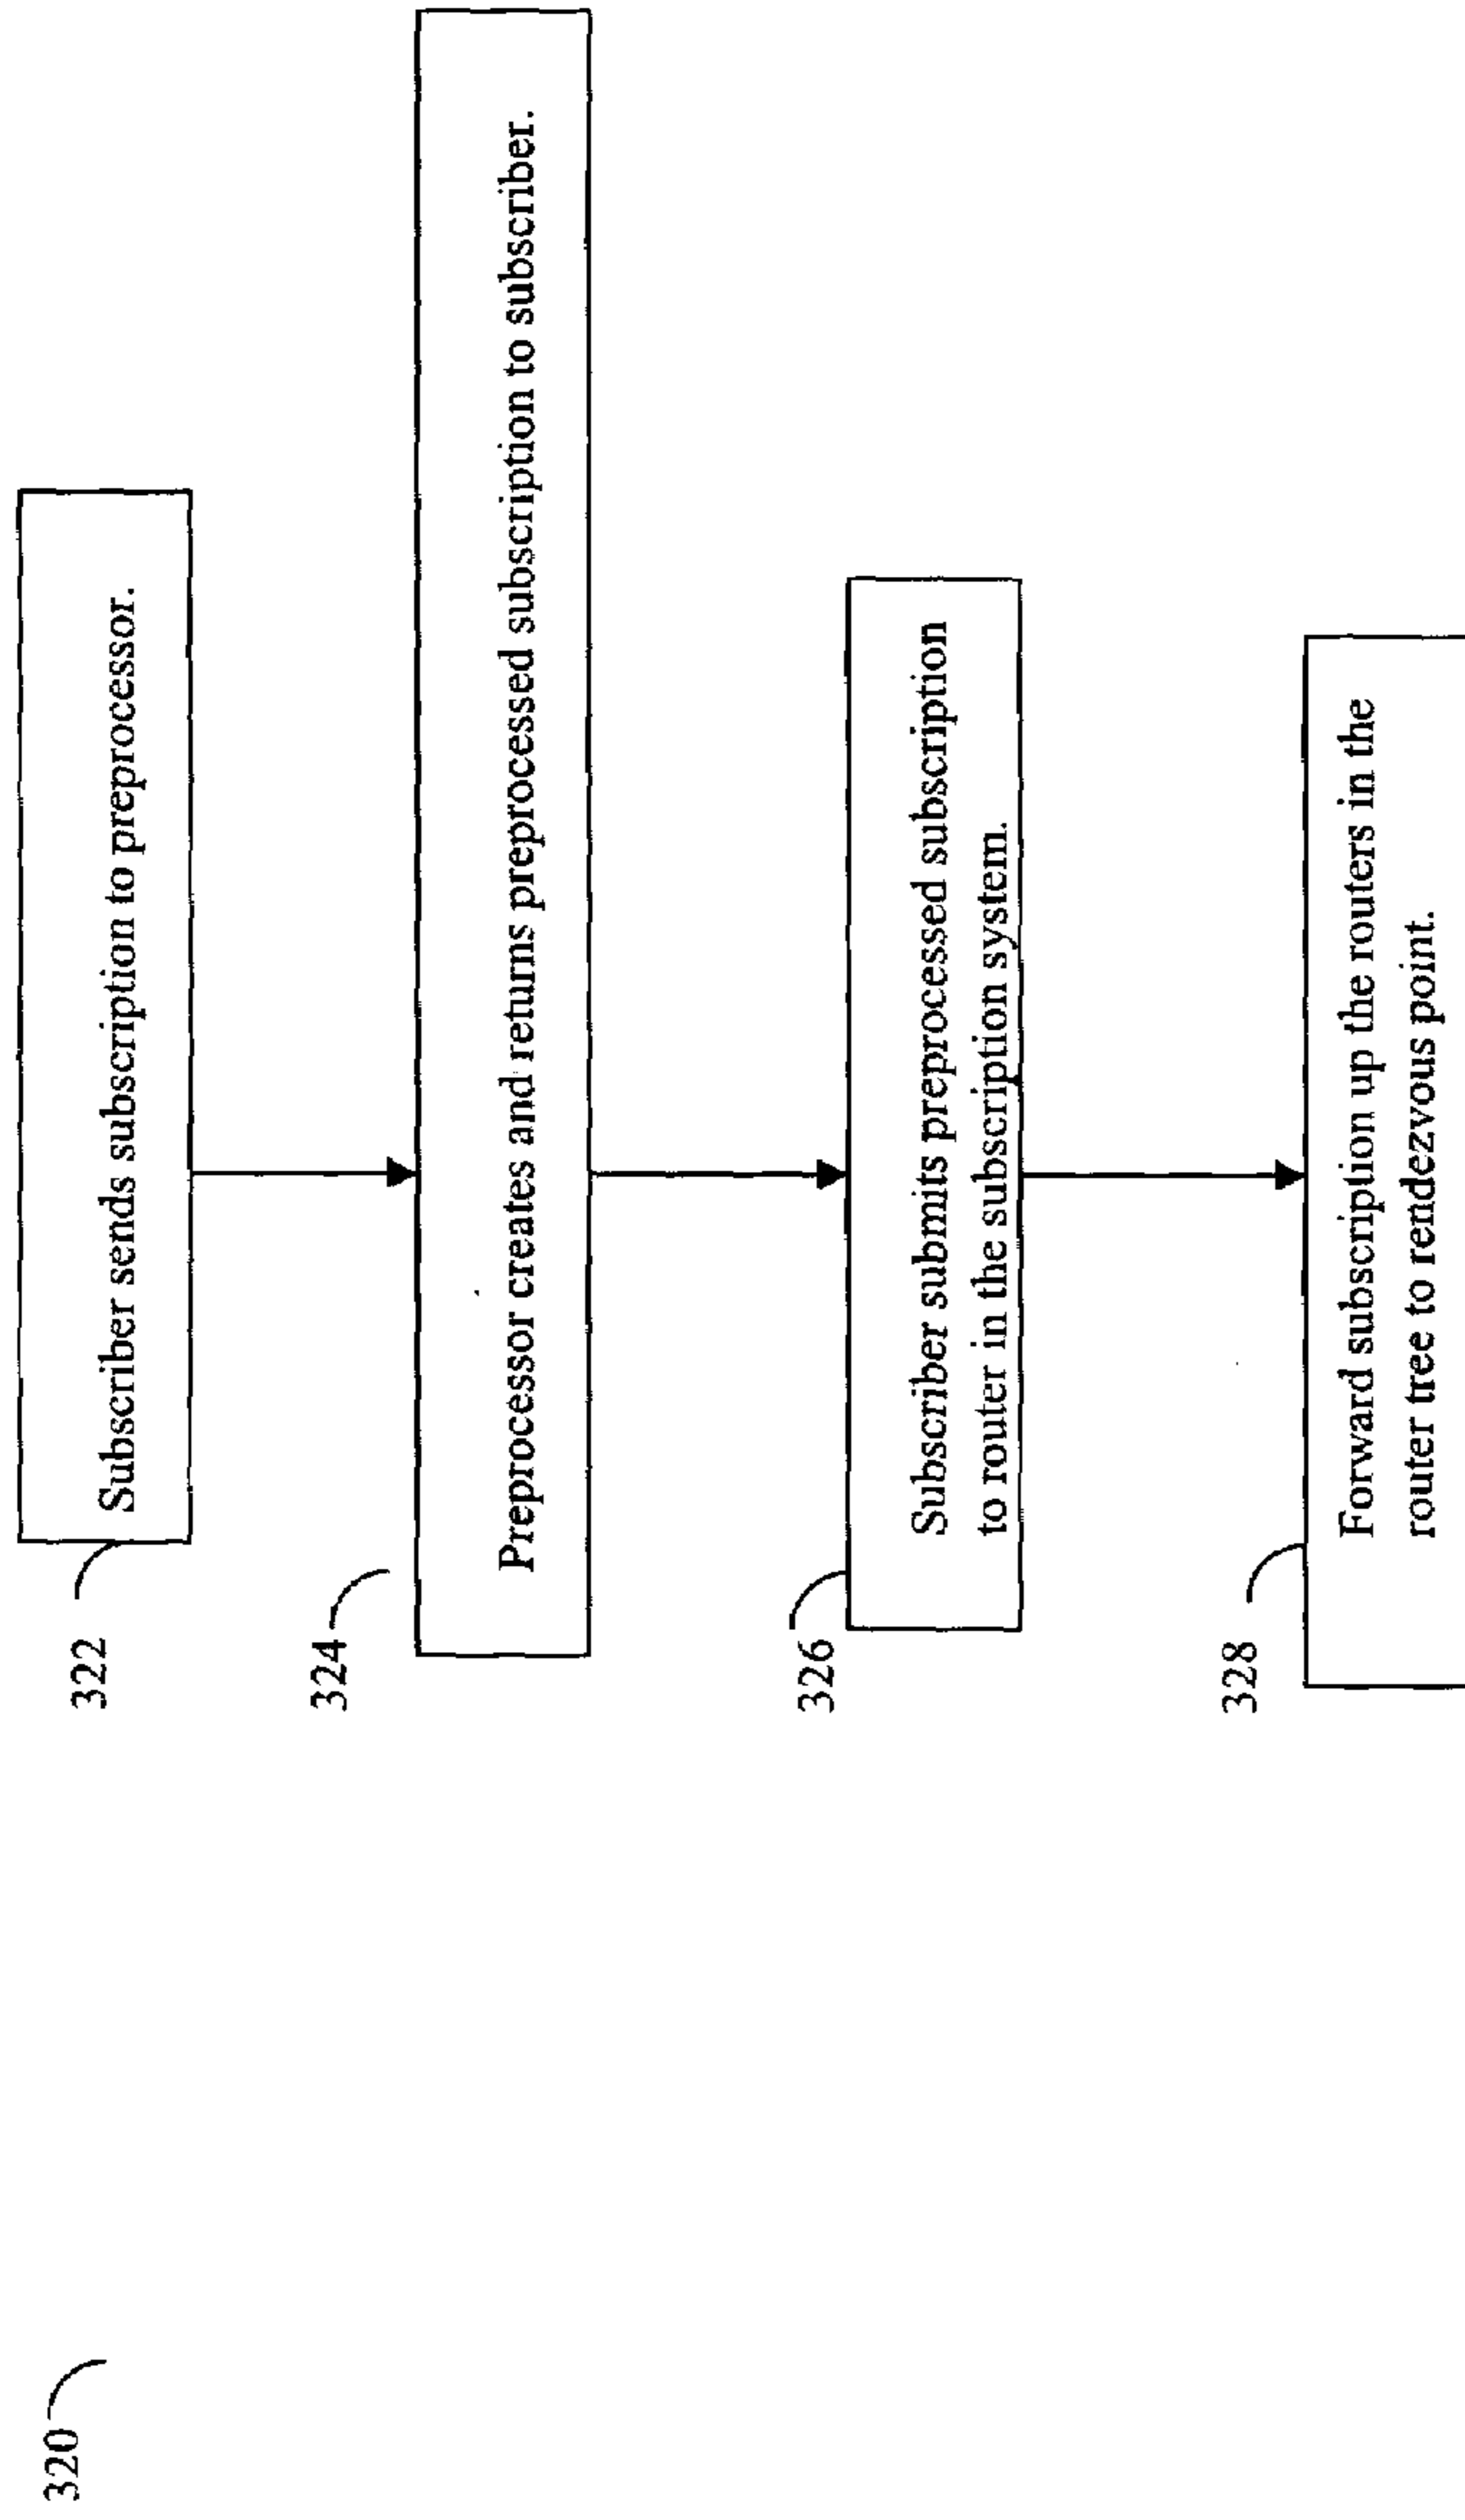 320
322
Subscriber sends subscription to preprocessor.
324
Preprocessor creates and returns preprocessed subscription to subscriber.
326
Subscriber submits preprocessed subscription
to router in the subscription system.
328
Forward subscription up the routers in the
router tree to rendezvous point.